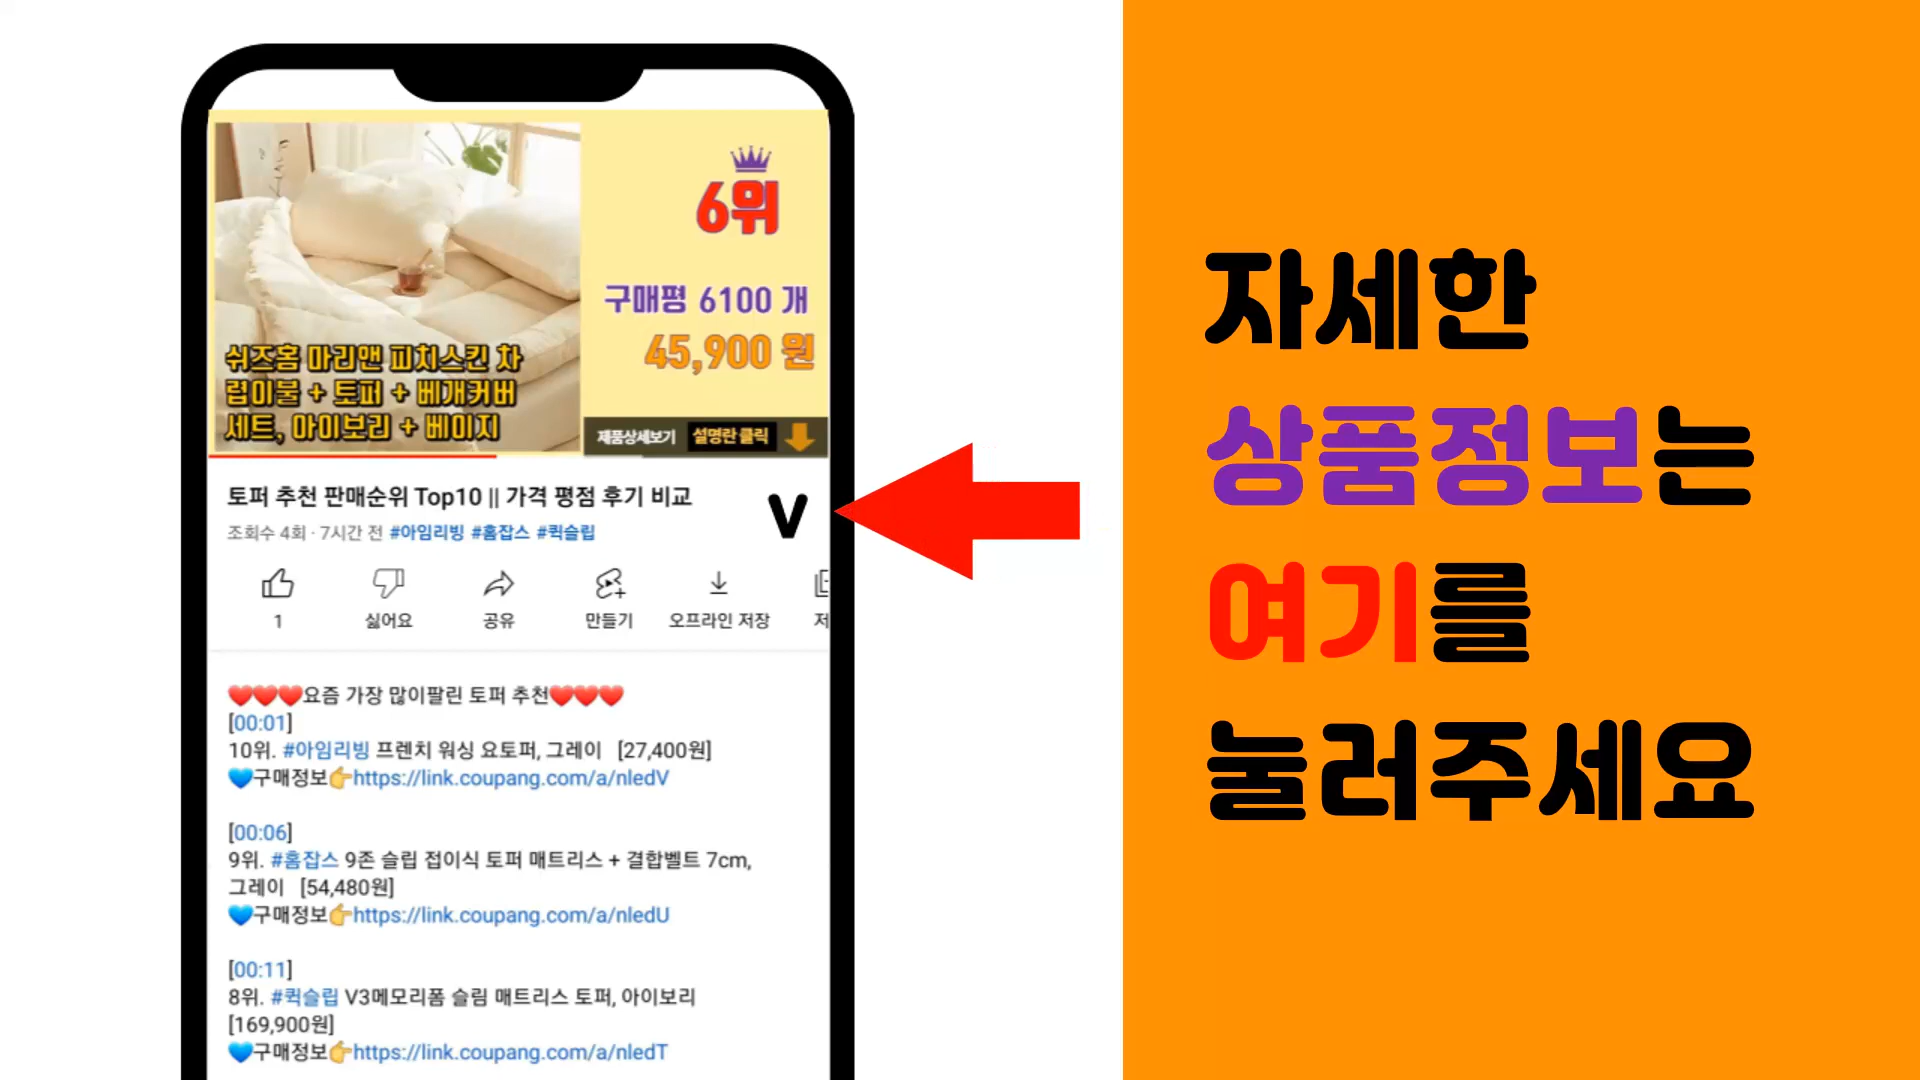 6위
구매평 6100 개
45,900 원
쉬즈홈 마리앤 피치스킨 차
렵이불 + 토퍼 + 베개커버
세트, 아이보리 + 베이지
제품상세보기 설명란 클릭
토퍼 추천 판매순위 Top10 || 가격 평점 후기 비교
V
조회수 4회 · 7시간 전 #아임리빙 #홈잡스 #퀵슬립
1 싫어요 공유 만들기 오프라인 저장 저
❤️❤️❤️요즘 가장 많이팔린 토퍼 추천❤️❤️❤️
[00:01]
10위. #아임리빙 프렌치 워싱 요토퍼, 그레이 [27,400원]
💙구매정보👉https://link.coupang.com/a/nledV
[00:06]
9위. #홈잡스 9존 슬립 접이식 토퍼 매트리스 + 결합벨트 7cm,
그레이 [54,480원]
💙구매정보👉https://link.coupang.com/a/nledU
[00:11]
8위. #퀵슬립 V3메모리폼 슬림 매트리스 토퍼, 아이보리
[169,900원]
💙구매정보👉https://link.coupang.com/a/nledT
자세한
상품정보는
여기를
눌러주세요